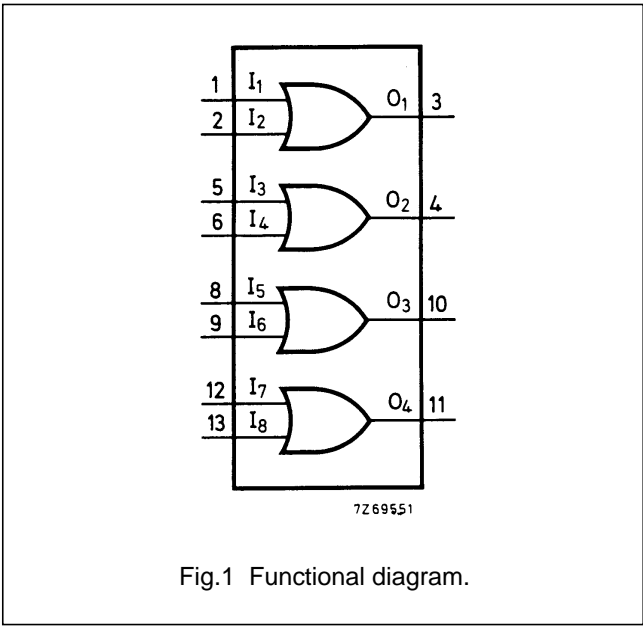 1 I1 O1 3
2 I2
5 I3 O2 4
6 I4
8 I5 O3 10
9 I6
12 I7 O4 11
13 I8
7Z69551
Fig.1 Functional diagram.